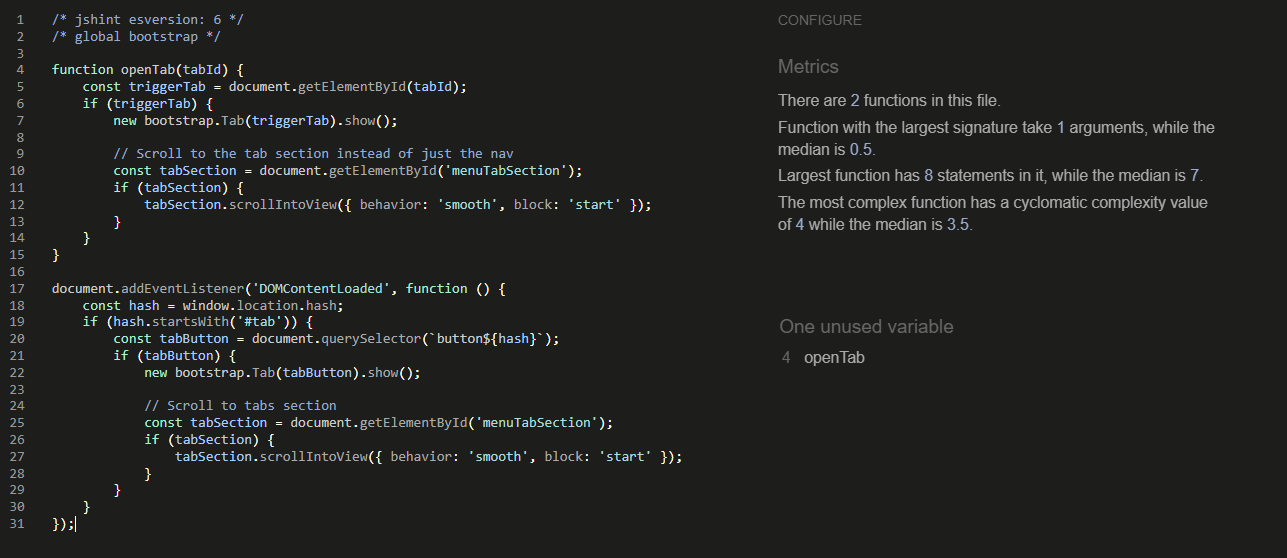 1 /* jshint esversion: 6 */
2 /* global bootstrap */
3
4 function openTab(tabId) {
5     const triggerTab = document.getElementById(tabId);
6     if (triggerTab) {
7         new bootstrap.Tab(triggerTab).show();
8
9         // Scroll to the tab section instead of just the nav
10         const tabSection = document.getElementById('menuTabSection');
11         if (tabSection) {
12             tabSection.scrollIntoView({ behavior: 'smooth', block: 'start' });
13         }
14     }
15 }
16
17 document.addEventListener('DOMContentLoaded', function () {
18     const hash = window.location.hash;
19     if (hash.startsWith('#tab')) {
20         const tabButton = document.querySelector(`button${hash}`);
21         if (tabButton) {
22             new bootstrap.Tab(tabButton).show();
23
24             // Scroll to tabs section
25             const tabSection = document.getElementById('menuTabSection');
26             if (tabSection) {
27                 tabSection.scrollIntoView({ behavior: 'smooth', block: 'start' });
28             }
29         }
30     }
31 });
CONFIGURE
Metrics
There are 2 functions in this file.
Function with the largest signature take 1 arguments, while the
median is 0.5.
Largest function has 8 statements in it, while the median is 7.
The most complex function has a cyclomatic complexity value
of 4 while the median is 3.5.
One unused variable
4 openTab